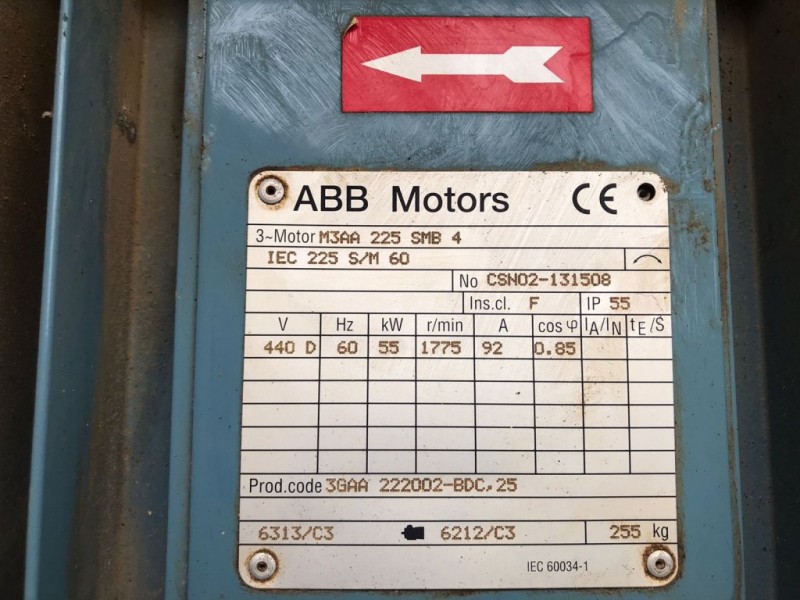 ABB Motors CE
3~Motor M3AA 225 SMB 4
IEC 225 S/M 60
No CSN02-131508
Ins.cl. F IP 55
V Hz kW r/min A cos φ IA/IN tE/S
440 D 60 55 1775 92 0.85
Prod.code 3GAA 222002-BDC,25
6313/C3 6212/C3 255 kg
IEC 60034-1